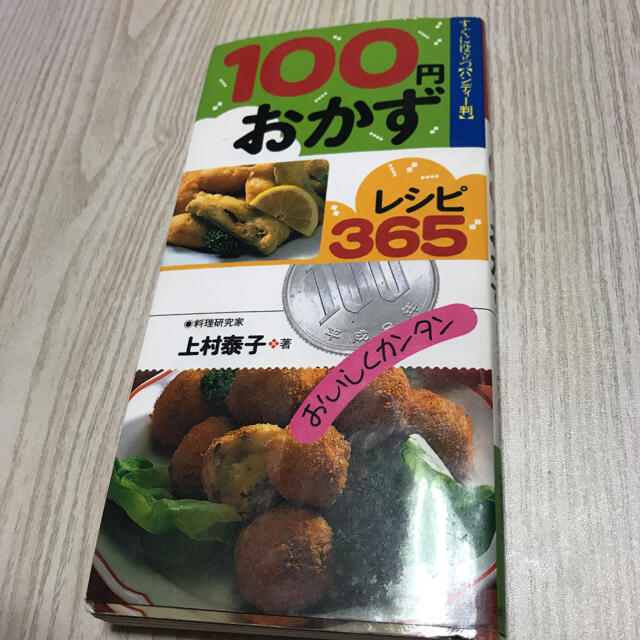 すぐに役立つ【ハンディー判】
100円
おかず
レシピ
365
100
◉料理研究家
上村泰子 著
おいしくカンタン